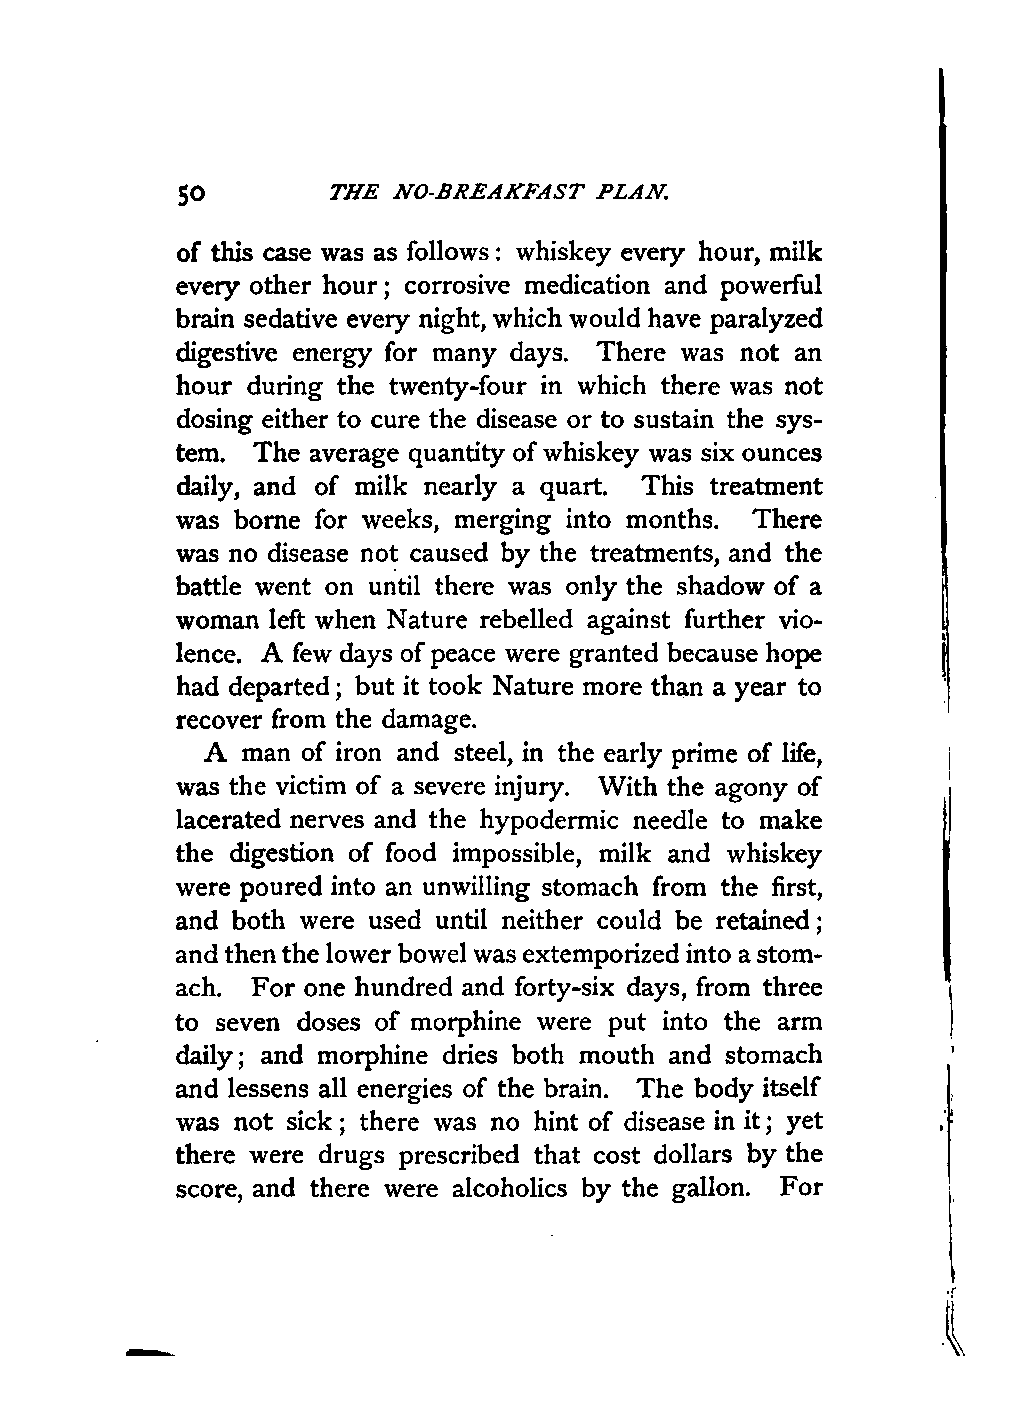 50 THE NO-BREAKFAST PLAN.
of this case was as follows: whiskey every hour, milk
every other hour; corrosive medication and powerful
brain sedative every night, which would have paralyzed
digestive energy for many days. There was not an
hour during the twenty-four in which there was not
dosing either to cure the disease or to sustain the sys-
tem. The average quantity of whiskey was six ounces
daily, and of milk nearly a quart. This treatment
was borne for weeks, merging into months. There
was no disease not caused by the treatments, and the
battle went on until there was only the shadow of a
woman left when Nature rebelled against further vio-
lence. A few days of peace were granted because hope
had departed; but it took Nature more than a year to
recover from the damage.
A man of iron and steel, in the early prime of life,
was the victim of a severe injury. With the agony of
lacerated nerves and the hypodermic needle to make
the digestion of food impossible, milk and whiskey
were poured into an unwilling stomach from the first,
and both were used until neither could be retained;
and then the lower bowel was extemporized into a stom-
ach. For one hundred and forty-six days, from three
to seven doses of morphine were put into the arm
daily; and morphine dries both mouth and stomach
and lessens all energies of the brain. The body itself
was not sick; there was no hint of disease in it; yet
there were drugs prescribed that cost dollars by the
score, and there were alcoholics by the gallon. For